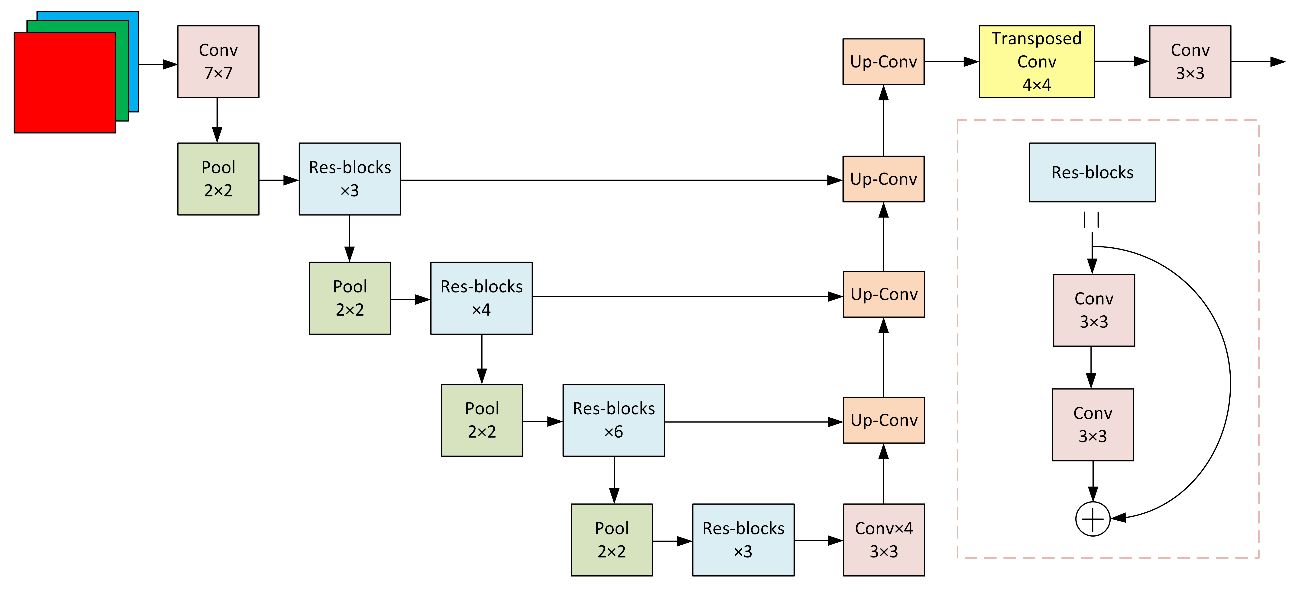 Conv
7×7
Up-Conv
Transposed
Conv
4×4
Conv
3×3
Pool
2×2
Res-blocks
×3
Up-Conv
Res-blocks
Pool
2×2
Res-blocks
×4
Up-Conv
Conv
3×3
Pool
2×2
Res-blocks
×6
Up-Conv
Conv
3×3
Pool
2×2
Res-blocks
×3
Conv×4
3×3